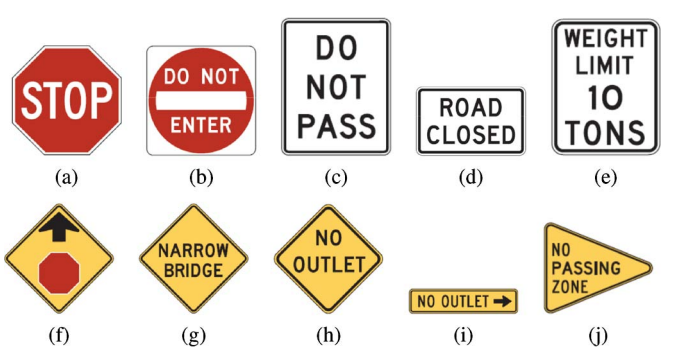 STOP
DO NOT
ENTER
DO
NOT
PASS
ROAD
CLOSED
WEIGHT
LIMIT
10
TONS
(a)
(b)
(c)
(d)
(e)
NARROW
BRIDGE
NO
OUTLET
NO OUTLET
NO
PASSING
ZONE
(f)
(g)
(h)
(i)
(j)